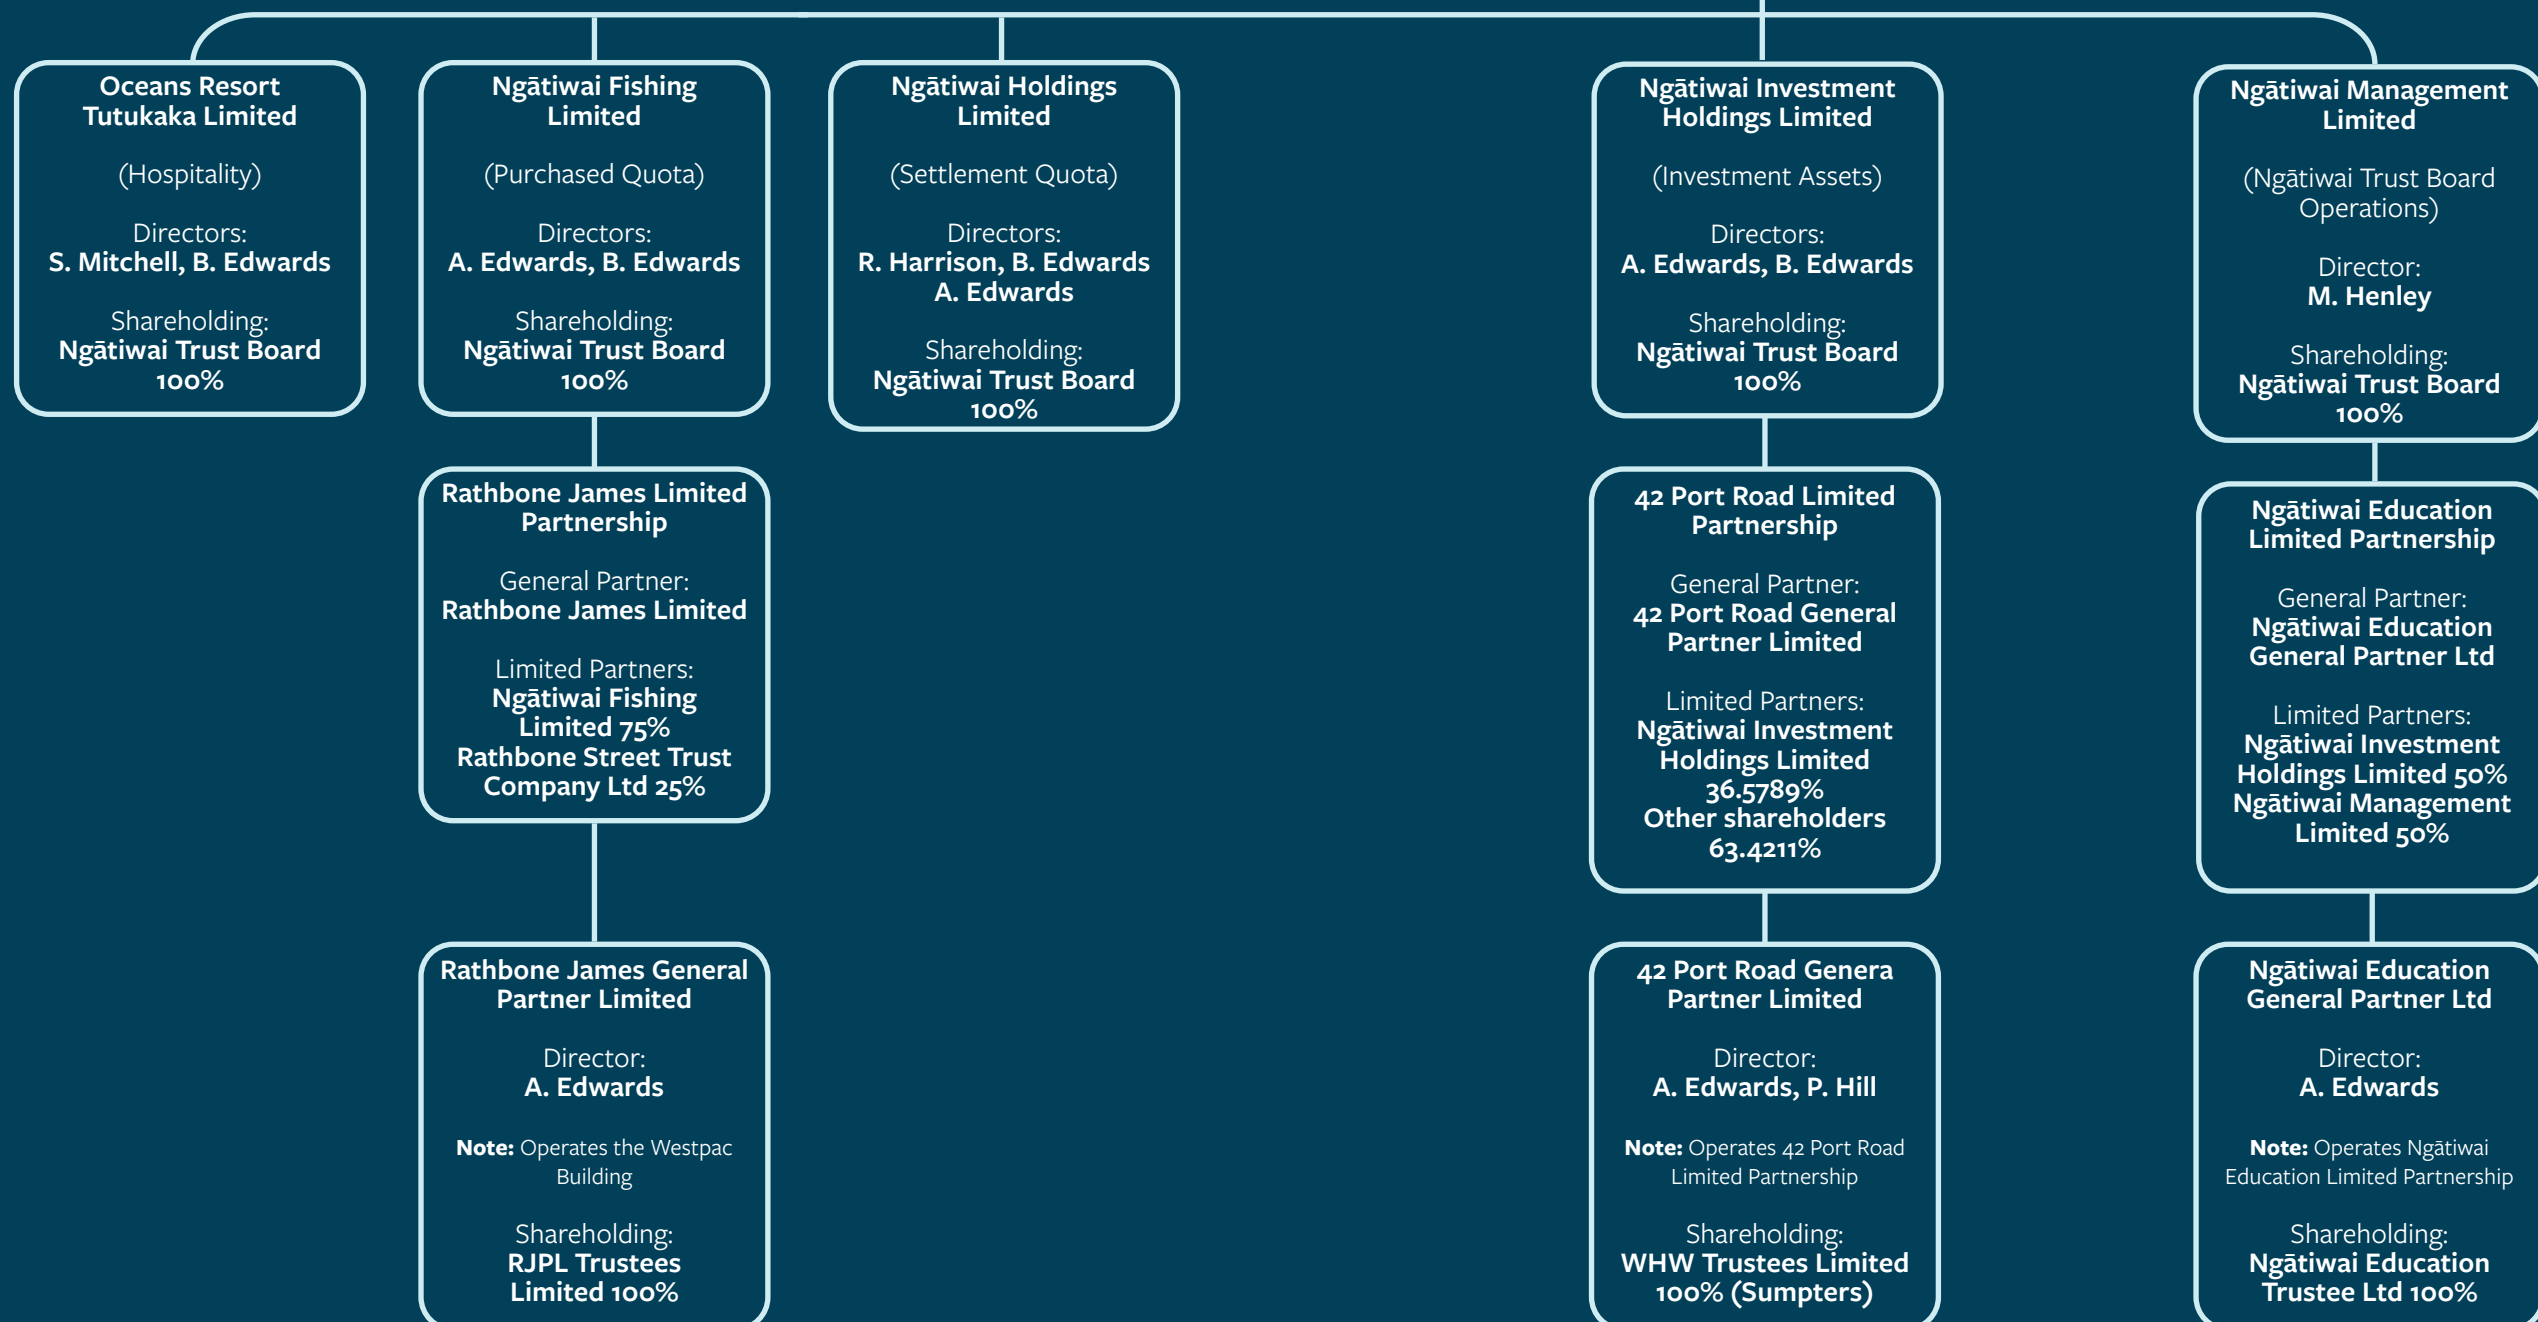 Oceans Resort
Tutukaka Limited
(Hospitality)
Directors:
S. Mitchell, B. Edwards
Shareholding:
Ngātiwai Trust Board
100%
Ngātiwai Fishing
Limited
(Purchased Quota)
Directors:
A. Edwards, B. Edwards
Shareholding:
Ngātiwai Trust Board
100%
Ngātiwai Holdings
Limited
(Settlement Quota)
Directors:
R. Harrison, B. Edwards
A. Edwards
Shareholding:
Ngātiwai Trust Board
100%
Ngātiwai Investment
Holdings Limited
(Investment Assets)
Directors:
A. Edwards, B. Edwards
Shareholding:
Ngātiwai Trust Board
100%
Ngātiwai Management
Limited
(Ngātiwai Trust Board
Operations)
Director:
M. Henley
Shareholding:
Ngātiwai Trust Board
100%
Rathbone James Limited
Partnership
General Partner:
Rathbone James Limited
Limited Partners:
Ngātiwai Fishing
Limited 75%
Rathbone Street Trust
Company Ltd 25%
42 Port Road Limited
Partnership
General Partner:
42 Port Road General
Partner Limited
Limited Partners:
Ngātiwai Investment
Holdings Limited
36.5789%
Other shareholders
63.4211%
Ngātiwai Education
Limited Partnership
General Partner:
Ngātiwai Education
General Partner Ltd
Limited Partners:
Ngātiwai Investment
Holdings Limited 50%
Ngātiwai Management
Limited 50%
Rathbone James General
Partner Limited
Director:
A. Edwards
Note: Operates the Westpac
Building
Shareholding:
RJPL Trustees
Limited 100%
42 Port Road Genera
Partner Limited
Director:
A. Edwards, P. Hill
Note: Operates 42 Port Road
Limited Partnership
Shareholding:
WHW Trustees Limited
100% (Sumpters)
Ngātiwai Education
General Partner Ltd
Director:
A. Edwards
Note: Operates Ngātiwai
Education Limited Partnership
Shareholding:
Ngātiwai Education
Trustee Ltd 100%